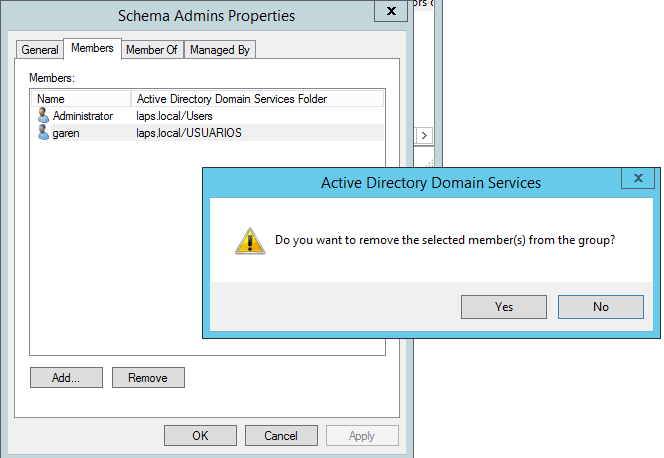 Schema Admins Properties
x
General Members Member Of Managed By
Members:
Name Active Directory Domain Services Folder
Administrator laps.local/Users
garen laps.local/USUARIOS
Active Directory Domain Services
x
Do you want to remove the selected member(s) from the group?
Yes No
Add... Remove
OK Cancel Apply